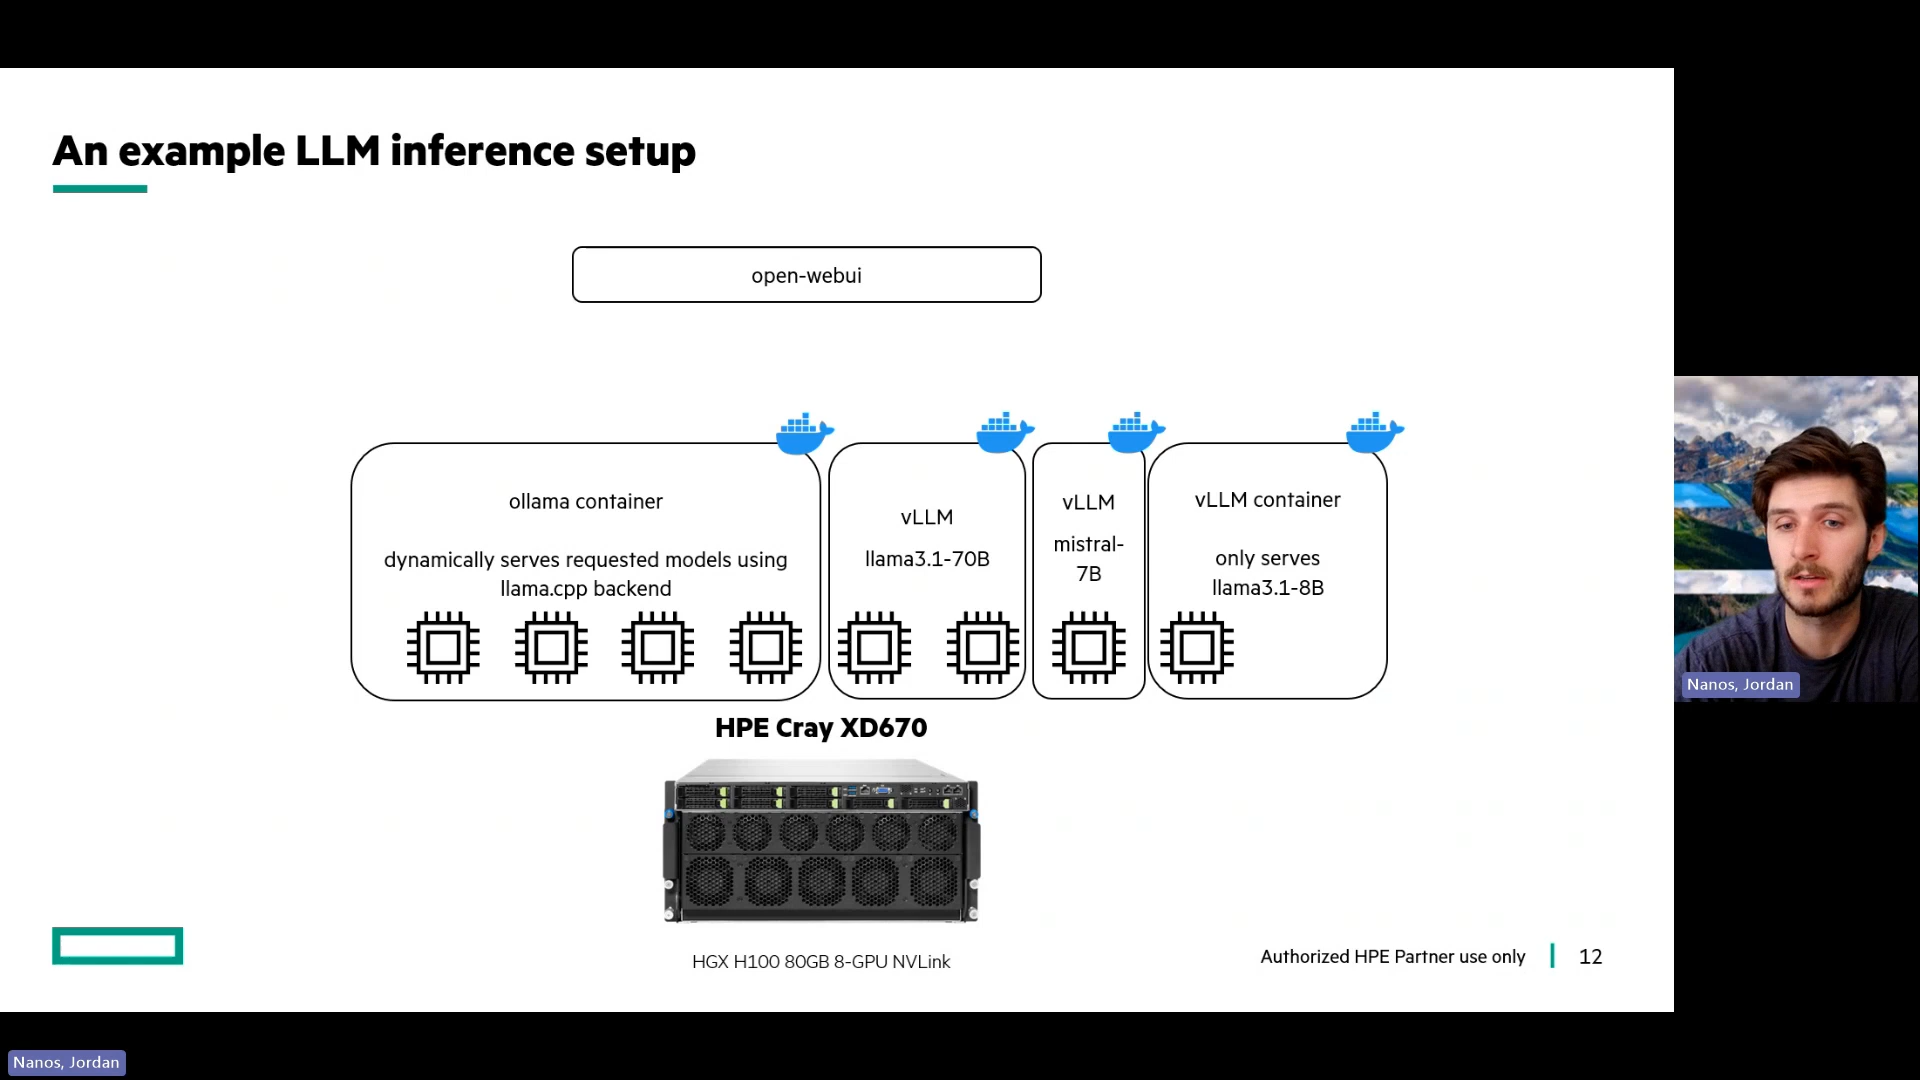 An example LLM inference setup
open-webui
ollama container
dynamically serves requested models using
llama.cpp backend
vLLM
llama3.1-70B
vLLM
mistral-
7B
vLLM container
only serves
llama3.1-8B
HPE Cray XD670
HGX H100 80GB 8-GPU NVLink
Authorized HPE Partner use only
12
Nanos, Jordan
Nanos, Jordan